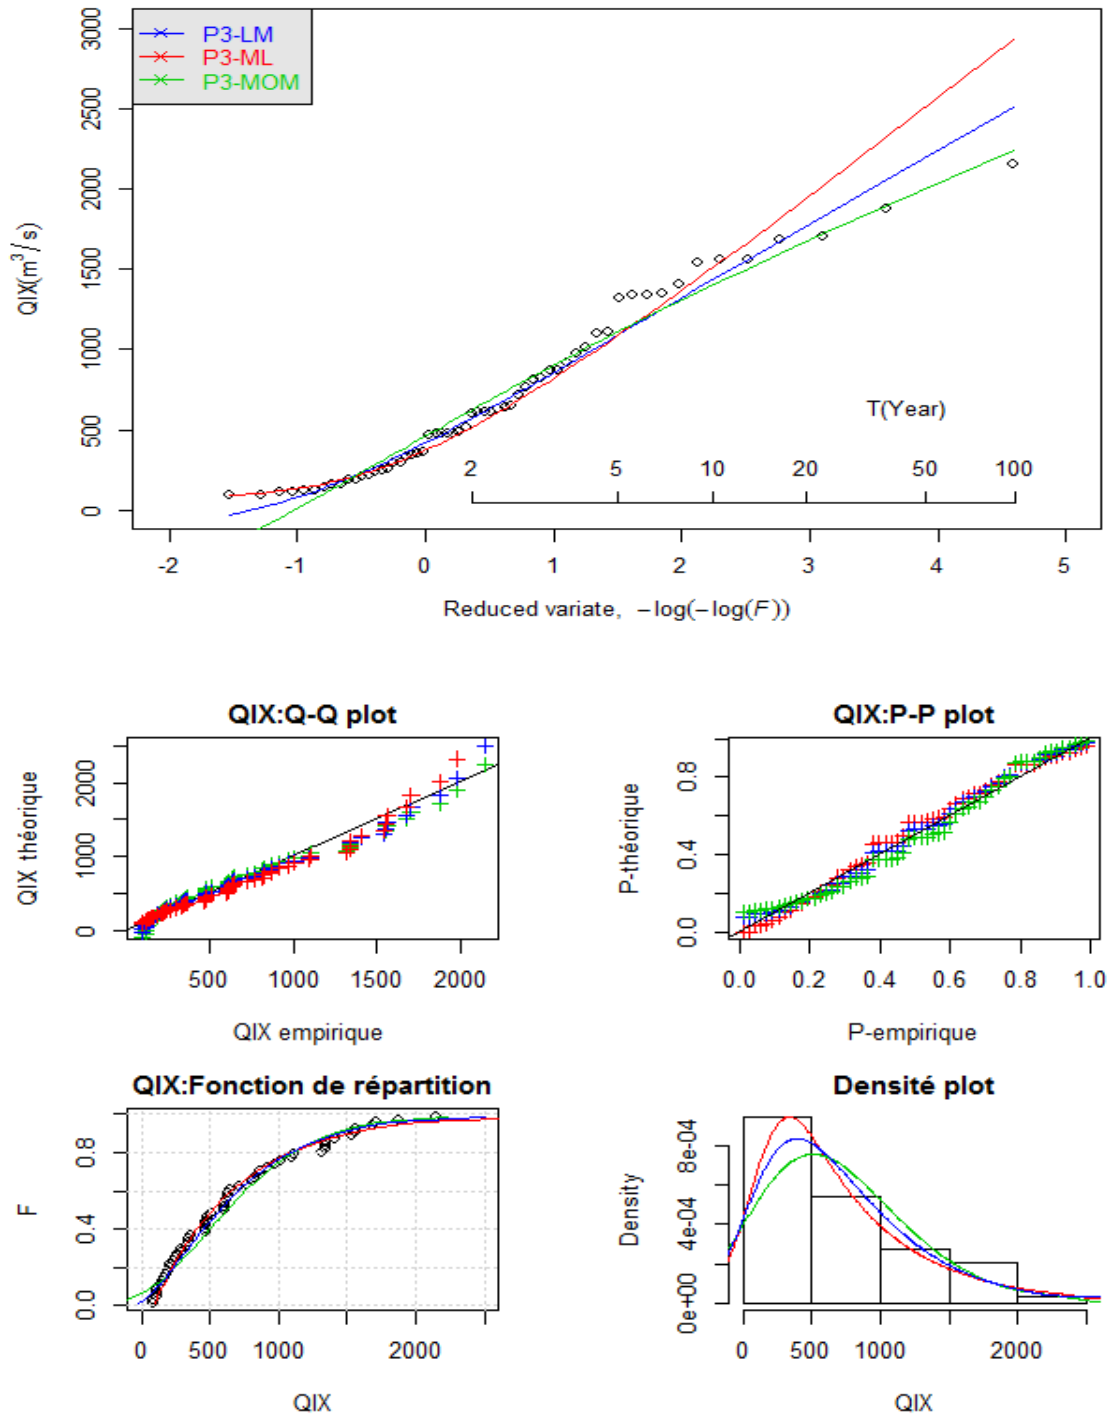 P3-LM
P3-ML
P3-MOM
QIX(m³/s)
0 500 1000 1500 2000 2500 3000
T(Year)
2 5 10 20 50 100
-2 -1 0 1 2 3 4 5
Reduced variate, −log(−log(F))
QIX:Q-Q plot
QIX théorique
0 1000 2000
500 1000 1500 2000
QIX empirique
QIX:P-P plot
P-théorique
0.0 0.4 0.8
0.0 0.2 0.4 0.6 0.8 1.0
P-empirique
QIX:Fonction de répartition
F
0.0 0.4 0.8
0 500 1000 2000
QIX
Densité plot
Density
0e+00 4e-04 8e-04
0 500 1000 2000
QIX